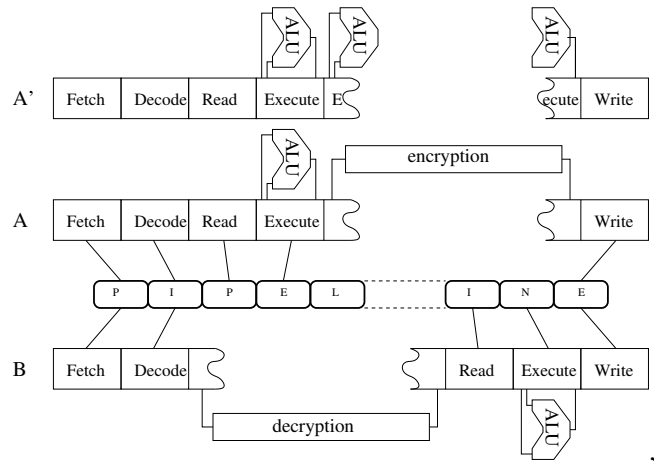 ALU ALU ALU
A’ Fetch Decode Read Execute E ecute Write
ALU encryption
A Fetch Decode Read Execute Write
P I P E L I N E
B Fetch Decode Read Execute Write
decryption ALU
,